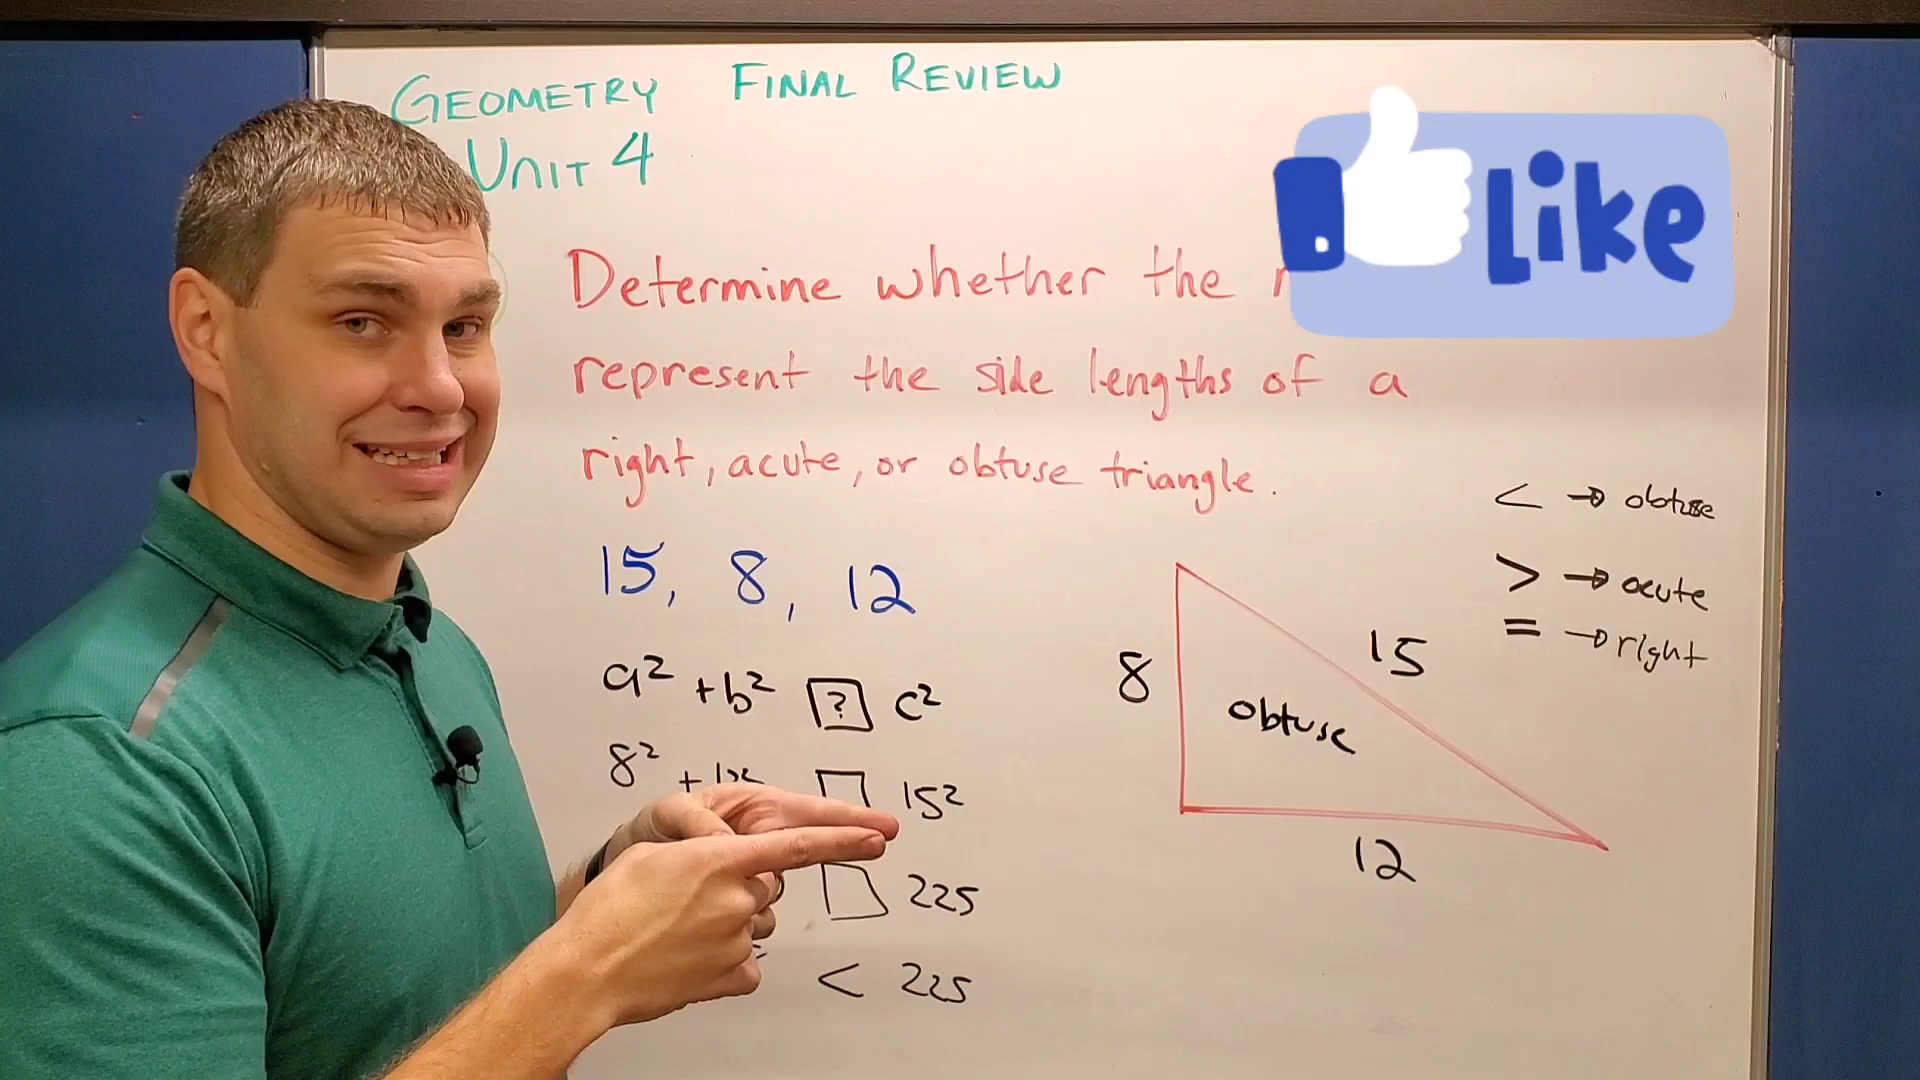 GEOMETRY FINAL REVIEW
UNIT 4
Like
Determine whether the
represent the side lengths of a
right, acute, or obtuse triangle.
15, 8, 12
a² + b² ? c²
8² +
15²
225
< 225
8
15
12
obtuse
< → obtuse
> → acute
= → right